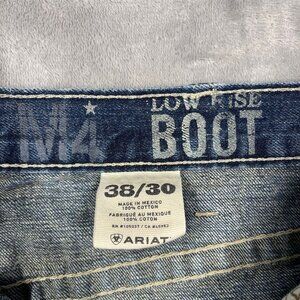 M4
LOW RISE
BOOT
38/30
MADE IN MEXICO
100% COTTON
FABRIQUÉ AU MEXIQUE
100% COTON
ARIAT